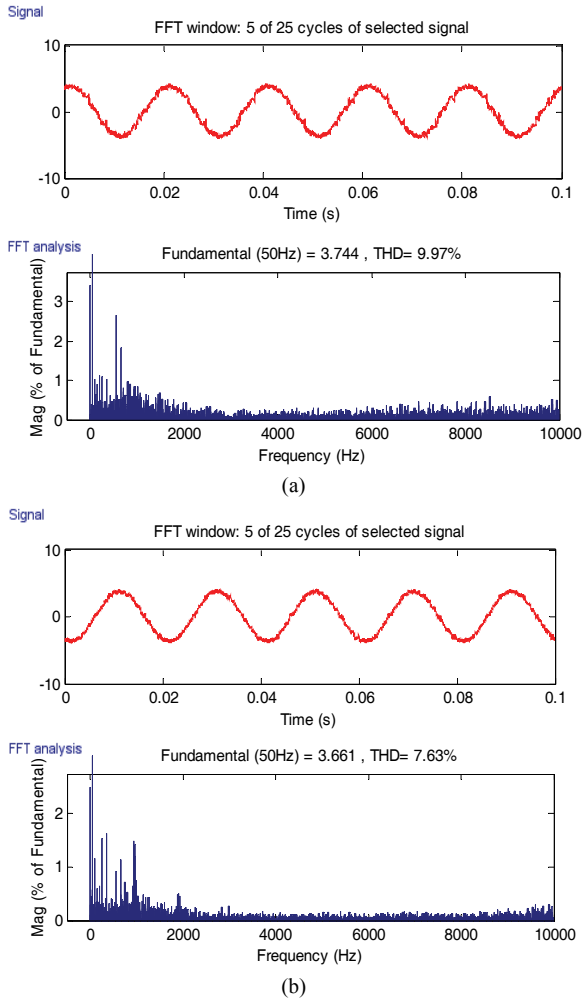 Signal
FFT window: 5 of 25 cycles of selected signal
10
0
-10
0 0.02 0.04 0.06 0.08 0.1
Time (s)
FFT analysis
Fundamental (50Hz) = 3.744 , THD= 9.97%
Mag (% of Fundamental)
3
2
1
0
0 2000 4000 6000 8000 10000
Frequency (Hz)
(a)
Signal
FFT window: 5 of 25 cycles of selected signal
10
0
-10
0 0.02 0.04 0.06 0.08 0.1
Time (s)
FFT analysis
Fundamental (50Hz) = 3.661 , THD= 7.63%
Mag (% of Fundamental)
2
1
0
0 2000 4000 6000 8000 10000
Frequency (Hz)
(b)